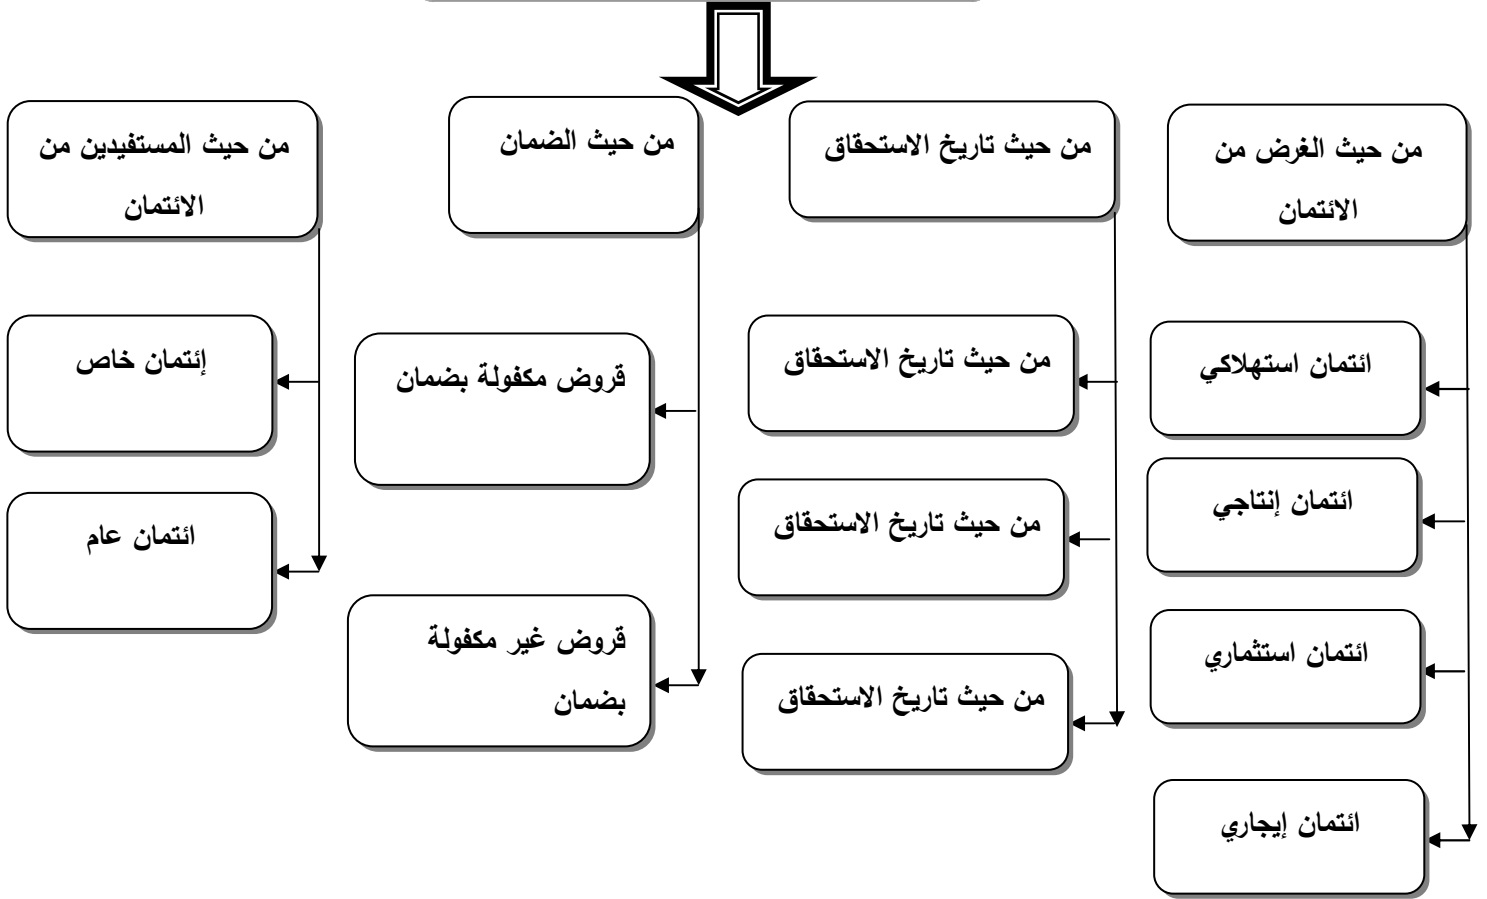 من حيث الغرض من
الائتمان
ائتمان استهلاكي
ائتمان إنتاجي
ائتمان استثماري
ائتمان إيجاري
من حيث تاريخ الاستحقاق
من حيث تاريخ الاستحقاق
من حيث تاريخ الاستحقاق
من حيث تاريخ الاستحقاق
من حيث الضمان
قروض مكفولة بضمان
قروض غير مكفولة
بضمان
من حيث المستفيدين من
الائتمان
إئتمان خاص
ائتمان عام